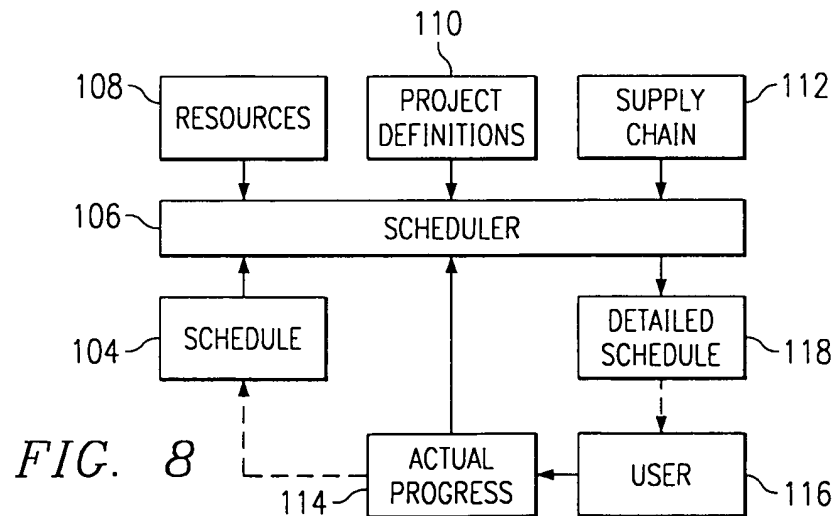 110
108
RESOURCES
PROJECT
DEFINITIONS
SUPPLY
CHAIN
112
106
SCHEDULER
104
SCHEDULE
DETAILED
SCHEDULE
118
FIG. 8
ACTUAL
PROGRESS
114
USER
116